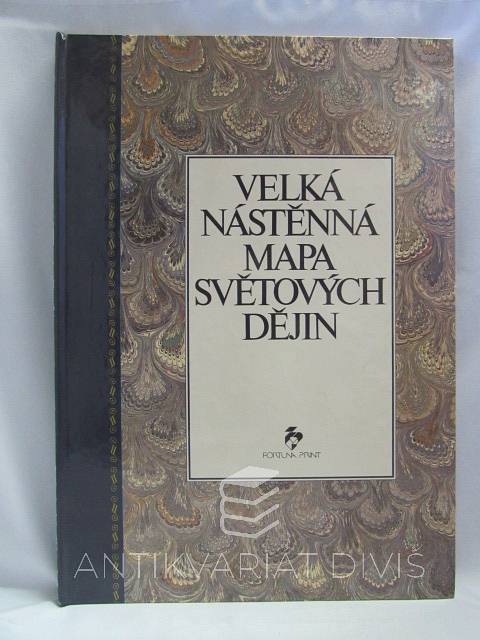 VELKÁ
NÁSTĚNNÁ
MAPA
SVĚTOVÝCH
DĚJIN
FORTUNA PRINT
ANTIKVARIÁT DIVIŠ